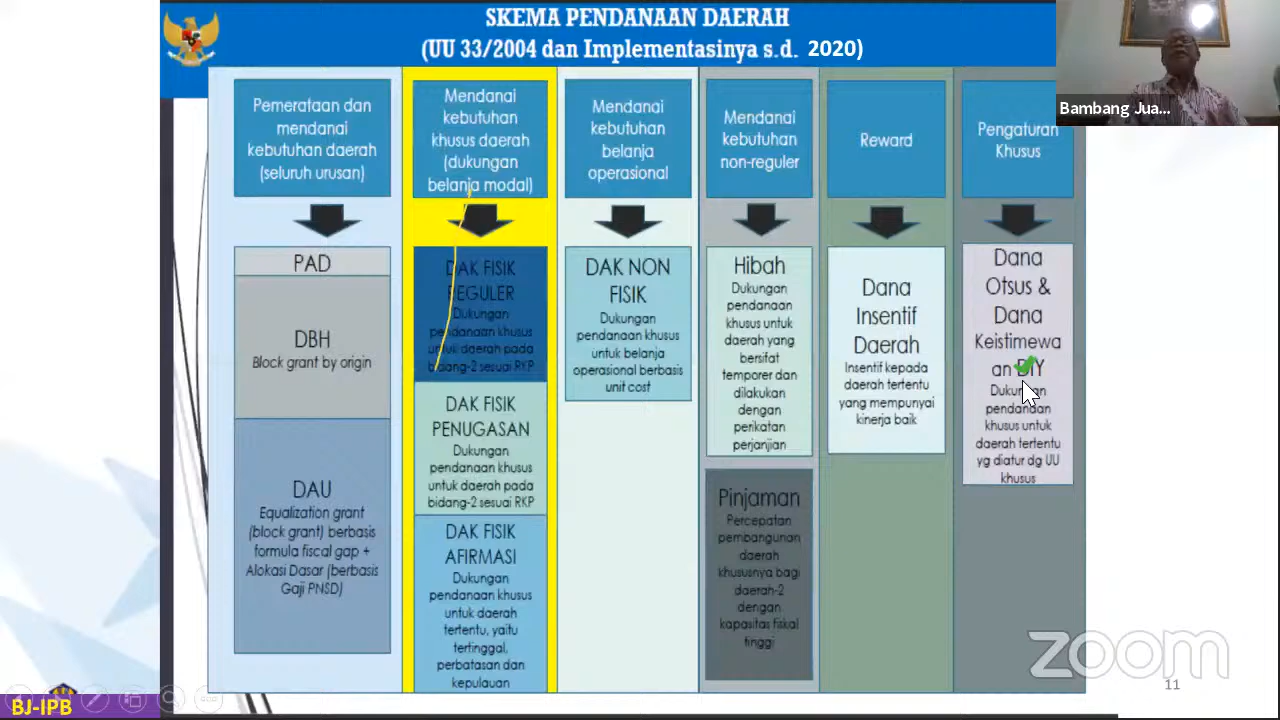 SKEMA PENDANAAN DAERAH
(UU 33/2004 dan Implementasinya s.d. 2020)
Bambang Jua...
Pemerataan dan
mendanai
kebutuhan daerah
(seluruh urusan)
PAD
DBH
Block grant by origin
DAU
Equalization grant
(block grant) berbasis
formula fiscal gap +
Alokasi Dasar (berbasis
Gaji PNSD)
Mendanai
kebutuhan
khusus daerah
(dukungan
belanja modal)
DAK FISIK
REGULER
Dukungan
pendanaan khusus
untuk daerah pada
bidang-2 sesuai RKP
DAK FISIK
PENUGASAN
Dukungan
pendanaan khusus
untuk daerah pada
bidang-2 sesuai RKP
DAK FISIK
AFIRMASI
Dukungan
pendanaan khusus
untuk daerah
tertentu, yaitu
tertinggal,
perbatasan dan
kepulauan
Mendanai
kebutuhan
belanja
operasional
DAK NON
FISIK
Dukungan
pendanaan khusus
untuk belanja
operasional berbasis
unit cost
Mendanai
kebutuhan
non-reguler
Hibah
Dukungan
pendanaan
khusus untuk
daerah yang
bersifat
temporer dan
dilakukan
dengan
perikatan
perjanjian
Pinjaman
Percepatan
pembangunan
daerah
khususnya bagi
daerah-2
dengan
kapasitas fiskal
tinggi
Reward
Dana
Insentif
Daerah
Insentif kepada
daerah tertentu
yang mempunyai
kinerja baik
Pengaturan
Khusus
Dana
Otsus &
Dana
Keistimewa
an DIY
Dukungan
pendanaan
khusus untuk
daerah tertentu
yg diatur dg UU
khusus
zoom
11
BJ-IPB